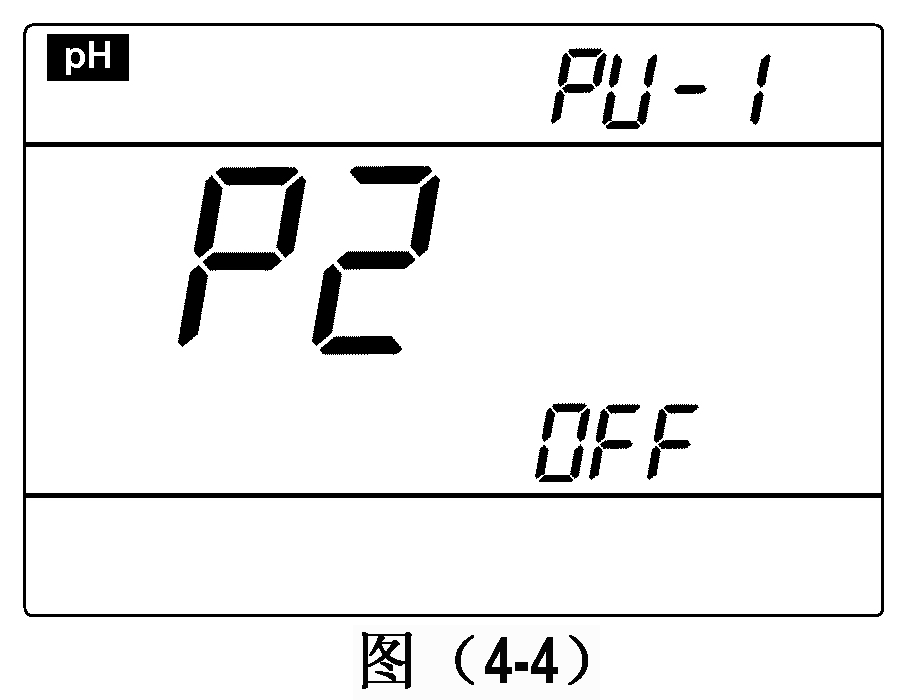 pH PU-1
P2
OFF
图（4-4）